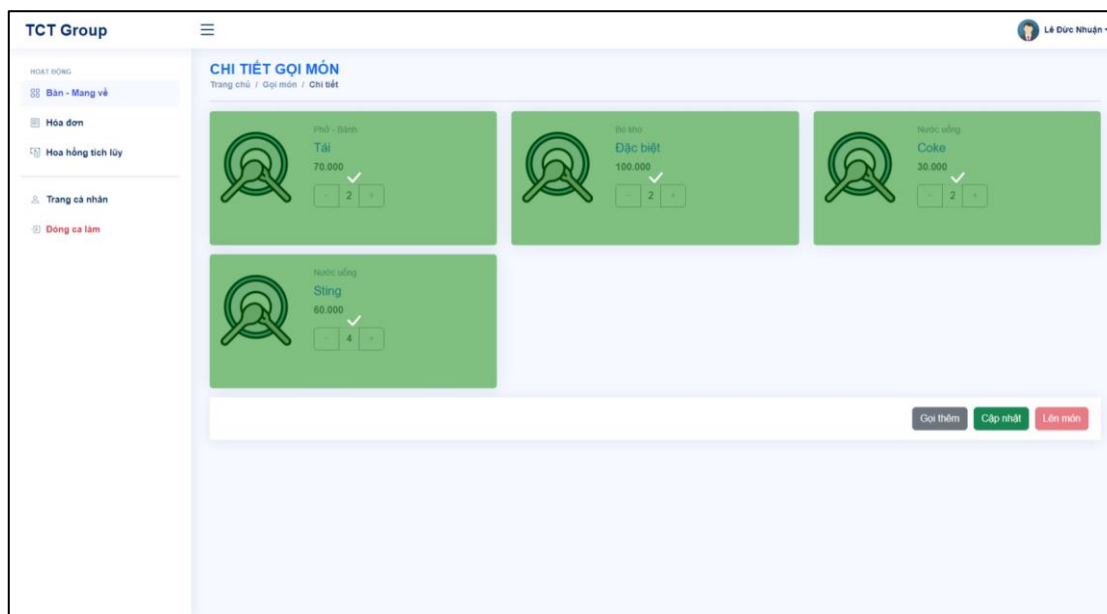 TCT Group
Lê Đức Nhuận
HOẠT ĐỘNG
Bàn - Mang về
Hóa đơn
Hoa hồng tích lũy
Trang cá nhân
Đóng ca làm
CHI TIẾT GỌI MÓN
Trang chủ / Gọi món / Chi tiết
Phở - Bánh
Tái
70.000
- 2 +
Bò kho
Đặc biệt
100.000
- 2 +
Nước uống
Coke
30.000
- 2 +
Nước uống
Sting
60.000
- 4 +
Gọi thêm
Cập nhật
Lên món